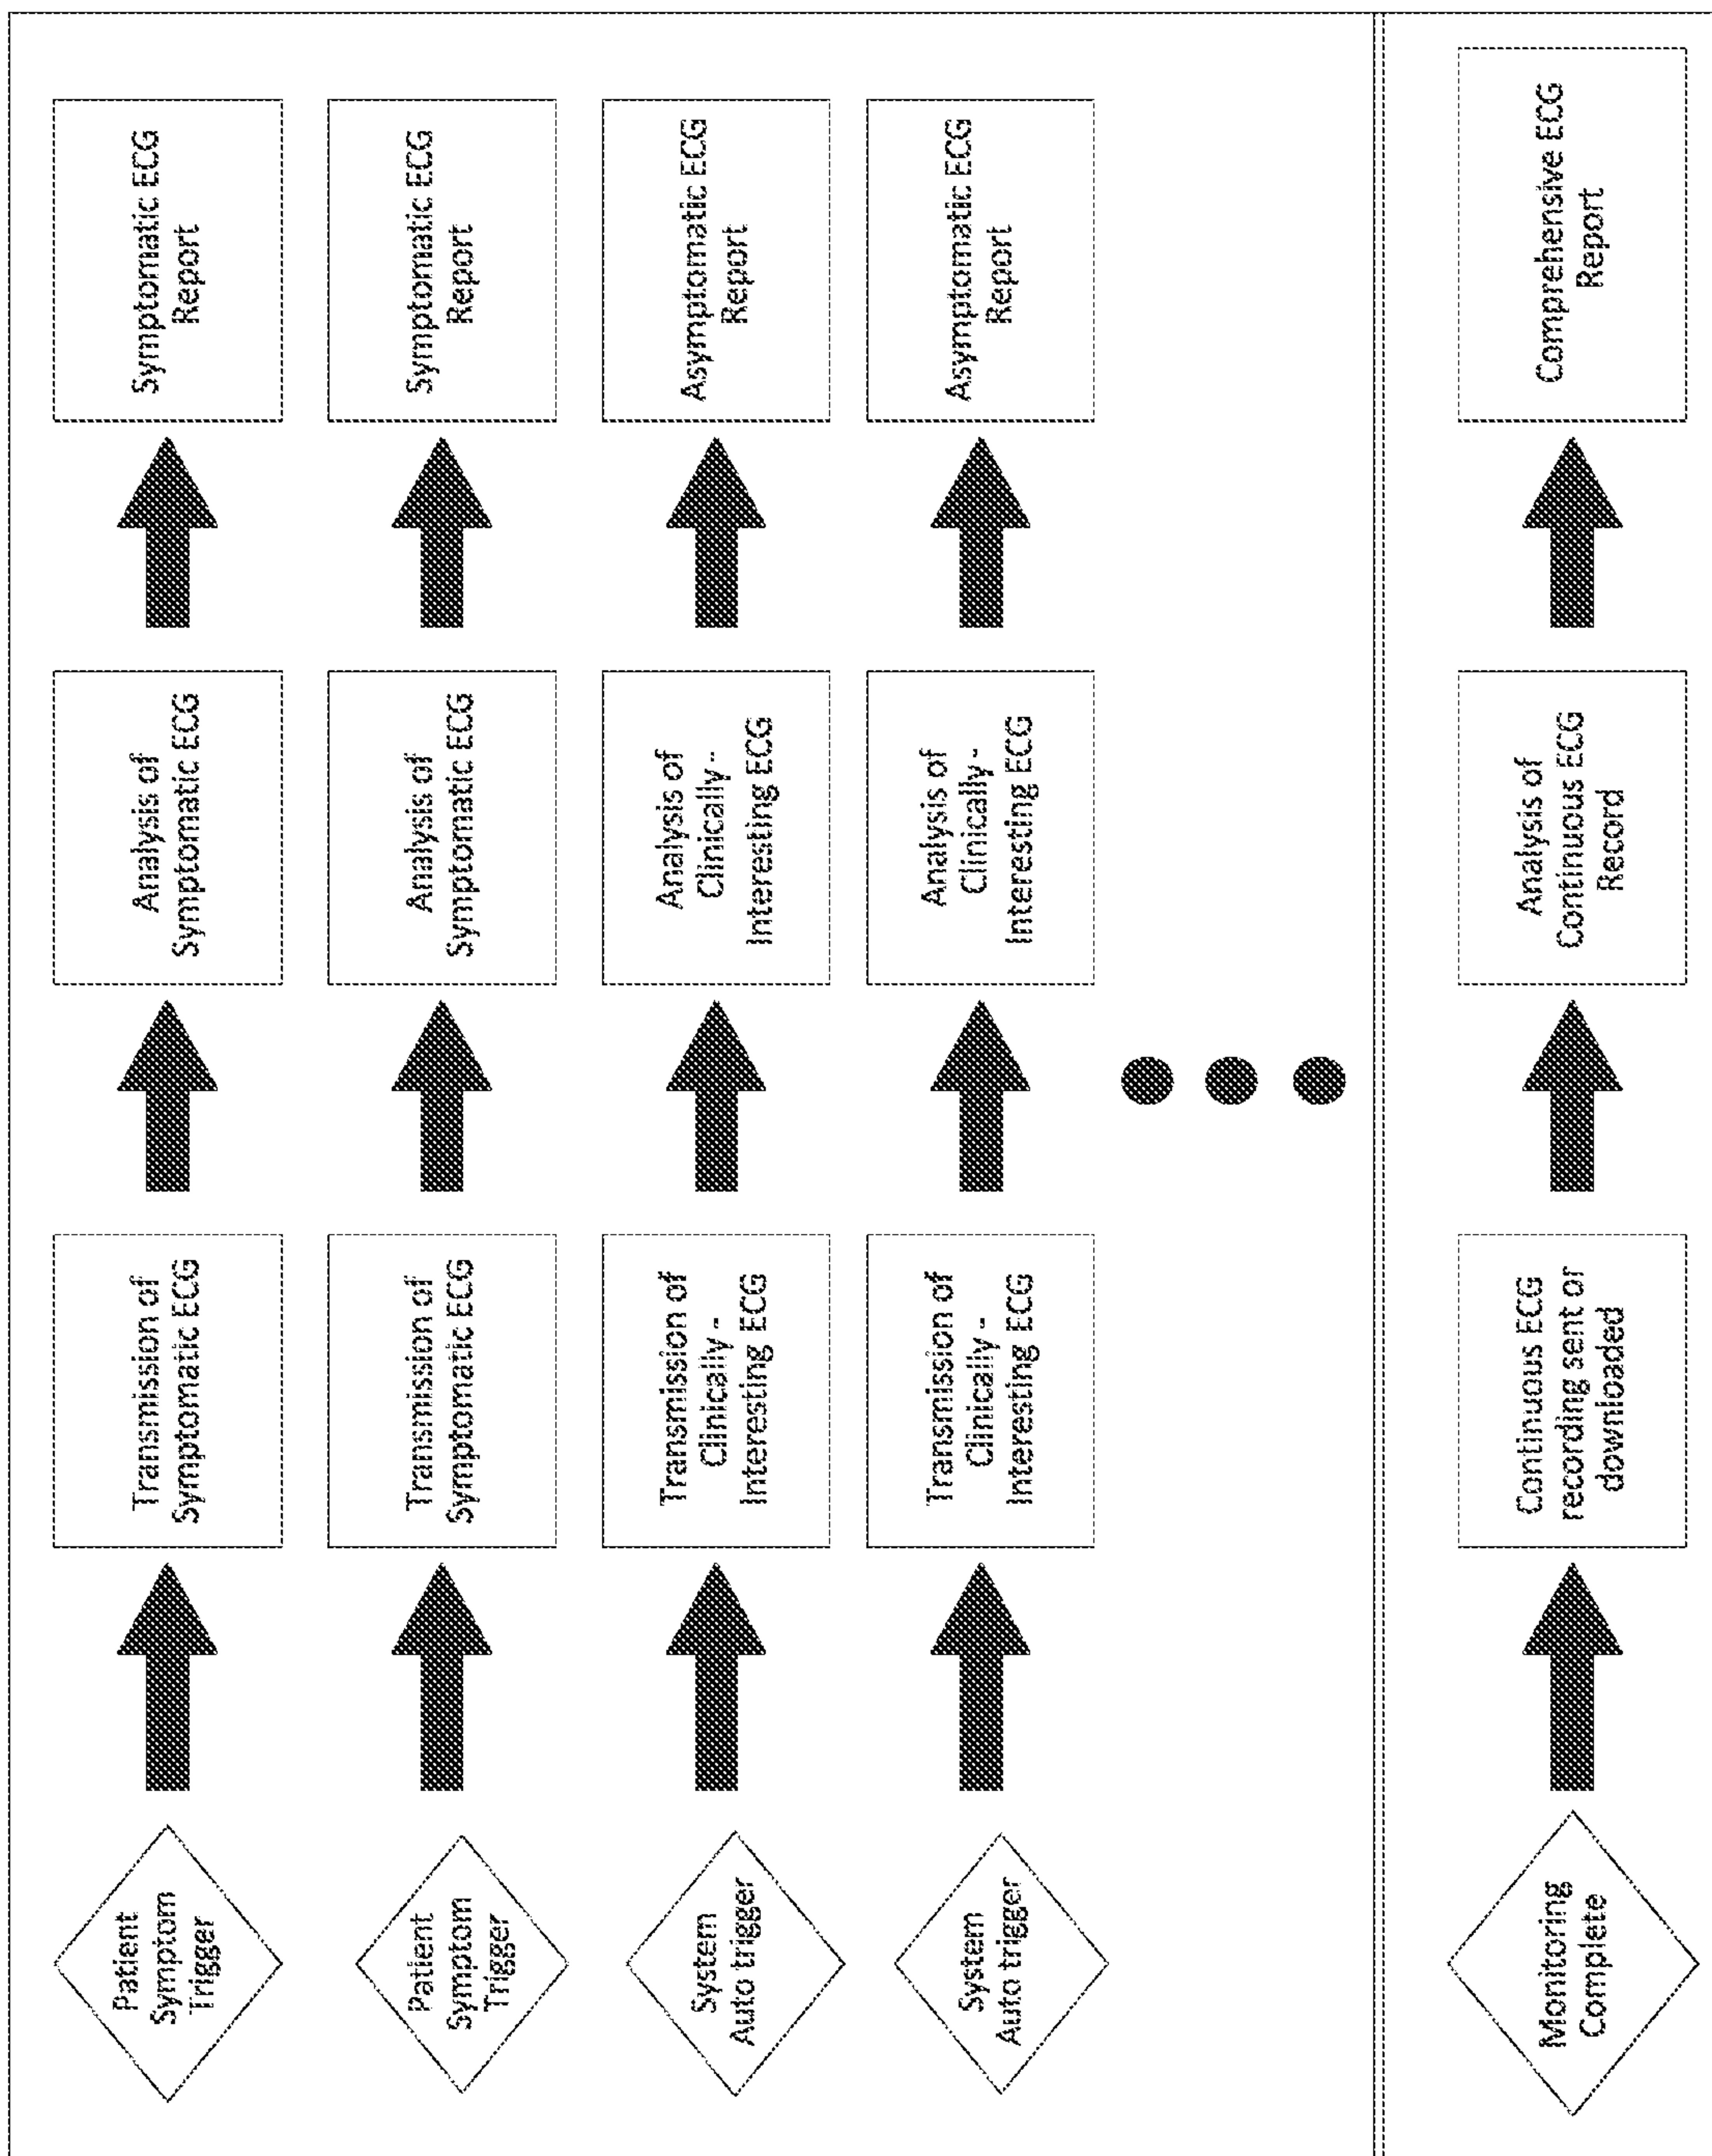 Patient
Symptom
Trigger
Transmission of
Symptomatic ECG
Analysis of
Symptomatic ECG
Symptomatic ECG
Report
Patient
Symptom
Trigger
Transmission of
Symptomatic ECG
Analysis of
Symptomatic ECG
Symptomatic ECG
Report
System
Auto trigger
Transmission of
Clinically -
Interesting ECG
Analysis of
Clinically -
Interesting ECG
Asymptomatic ECG
Report
System
Auto trigger
Transmission of
Clinically -
Interesting ECG
Analysis of
Clinically -
Interesting ECG
Asymptomatic ECG
Report
Monitoring
Complete
Continuous ECG
recording sent or
downloaded
Analysis of
Continuous ECG
Record
Comprehensive ECG
Report